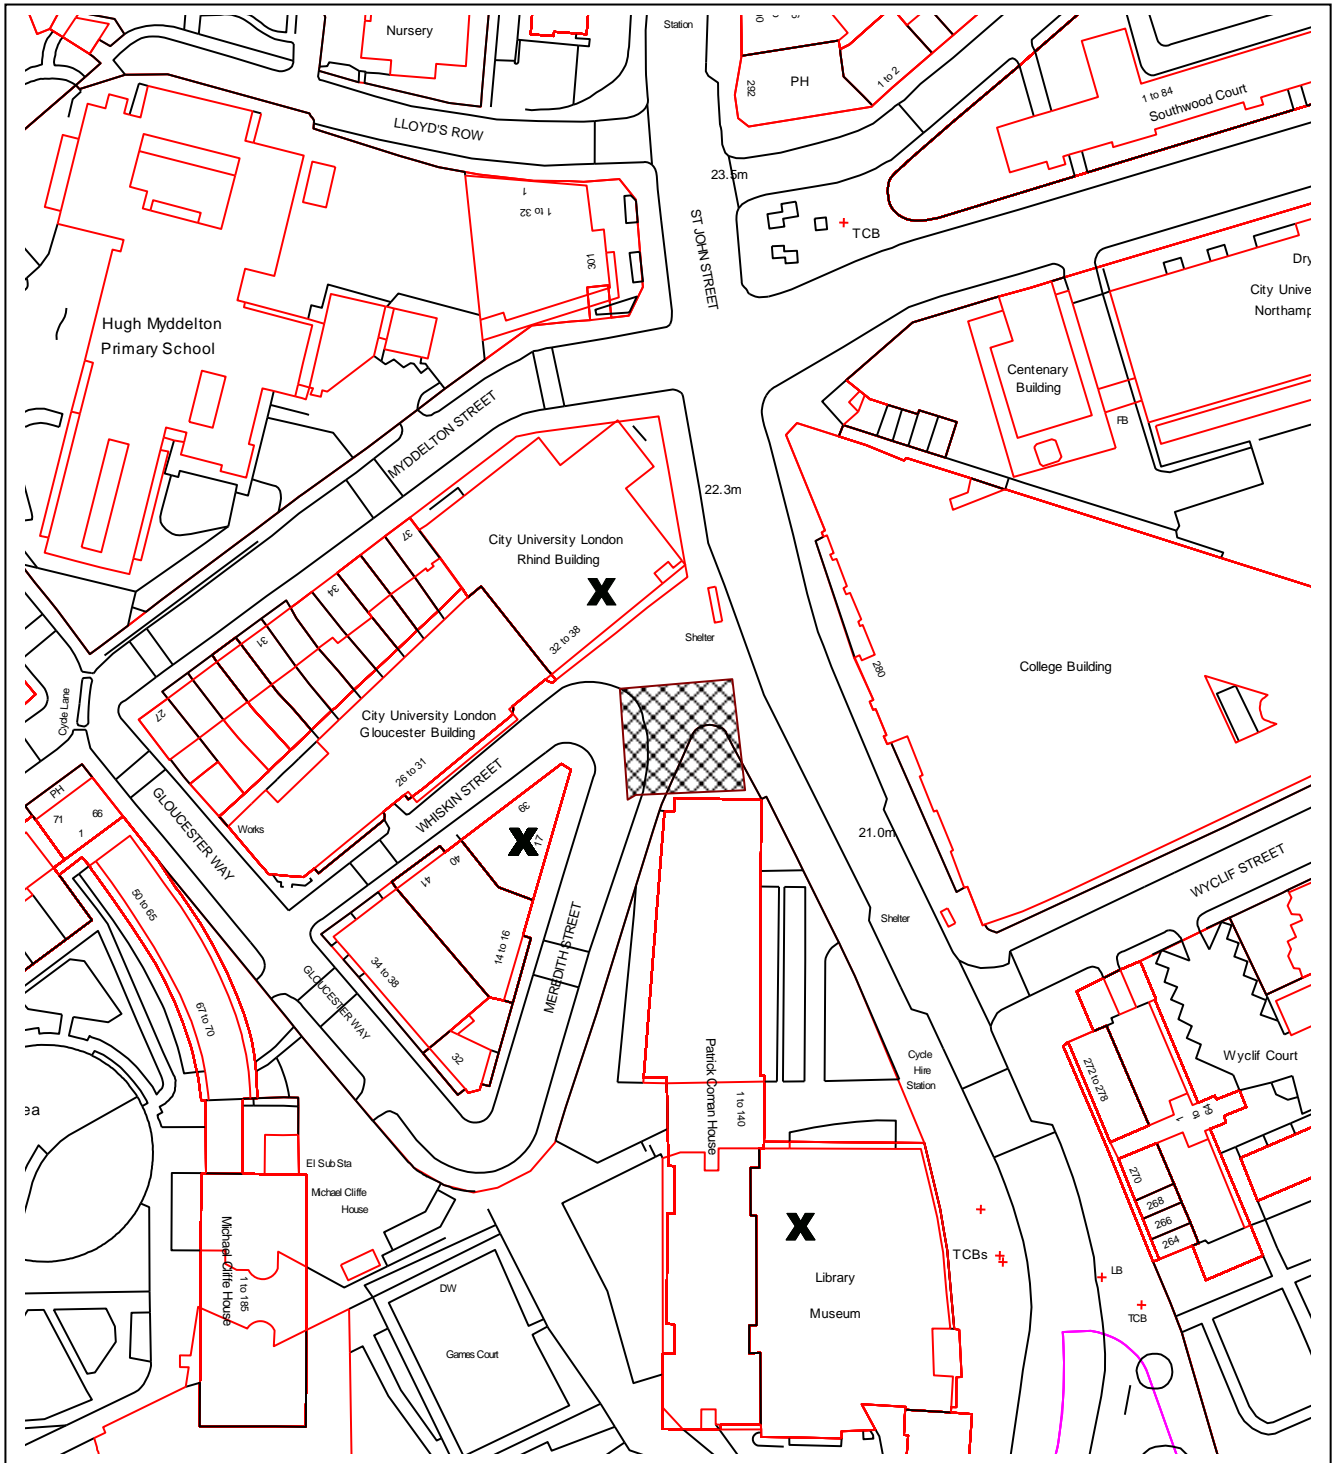 Nursery
Station
PH
292
1 to 2
1 to 84
Southwood Court
LLOYD'S ROW
23.5m
ST JOHN STREET
TCB
1
1 to 32
301
Hugh Myddelton
Primary School
City Unive
Northamp
Centenary
Building
FB
MYDDELTON STREET
22.3m
37
City University London
Rhind Building
X
34
31
27
32 to 38
Shelter
280
College Building
Cycle Lane
City University London
Gloucester Building
26 to 31
WHISKIN STREET
PH
71
66
1
GLOUCESTER WAY
Works
39
X
17
40
41
21.0m
WYCLIF STREET
50 to 65
14 to 16
MEREDITH STREET
Shelter
34 to 38
GLOUCESTER WAY
67 to 70
32
Patrick Coman House
1 to 140
Cycle
Hire
Station
272 to 278
Wyclif Court
1 to 64
ea
El Sub Sta
Michael Cliffe
House
270
268
266
264
Michael Cliffe House
1 to 185
X
TCBs
Library
Museum
LB
TCB
DW
Games Court